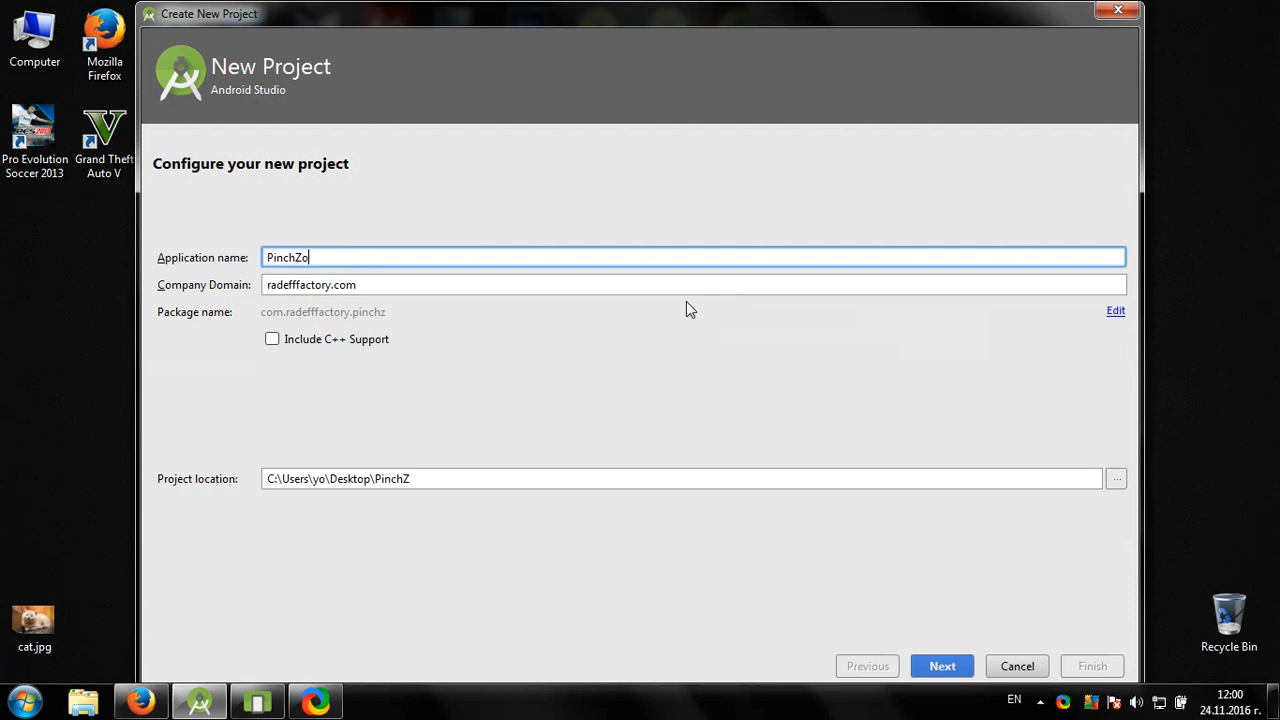 Create New Project
Computer
Mozilla
Firefox
New Project
Android Studio
PES2013
Pro Evolution
Soccer 2013
Grand Theft
Auto V
Configure your new project
Application name:
PinchZo
Company Domain:
radefffactory.com
Package name:
com.radefffactory.pinchz
Edit
Include C++ Support
Project location:
C:\Users\yo\Desktop\PinchZ
...
cat.jpg
Recycle Bin
Previous
Next
Cancel
Finish
EN
12:00
24.11.2016 г.